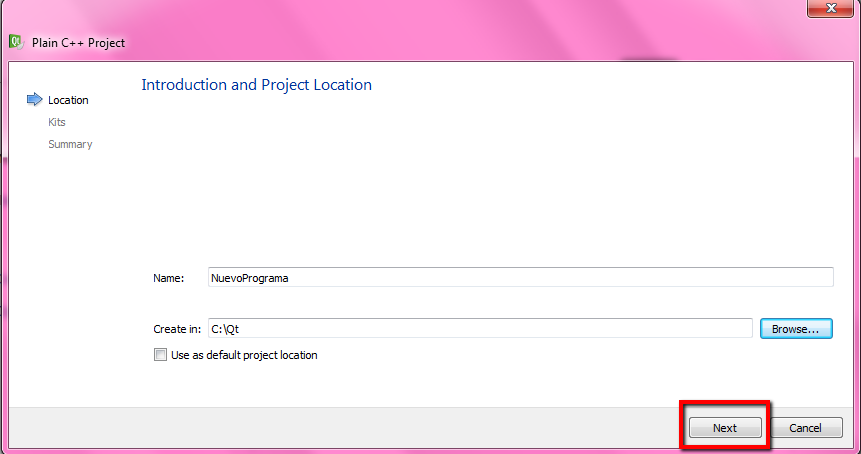 Plain C++ Project
Introduction and Project Location
Location
Kits
Summary
Name: NuevoPrograma
Create in: C:\Qt Browse...
Use as default project location
Next Cancel